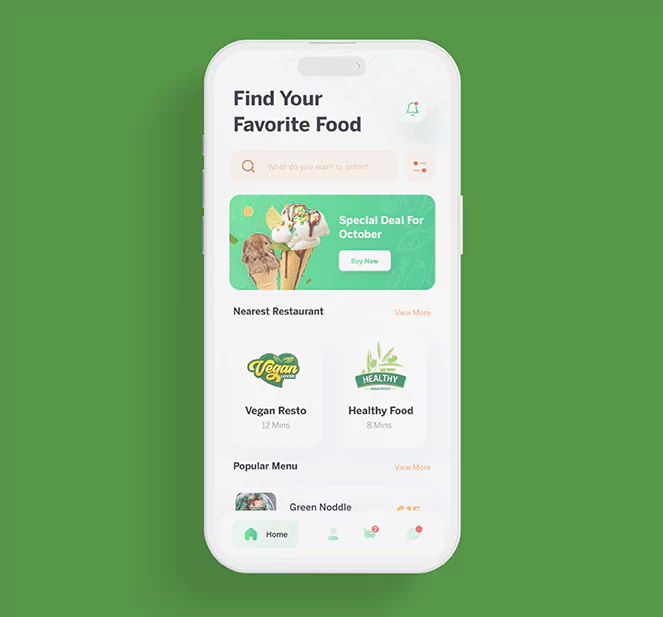 Find Your
Favorite Food
What do you want to order?
Special Deal For
October
Buy Now
Nearest Restaurant
View More
Vegan
LOVER
HEALTHY
Vegan Resto
Healthy Food
12 Mins
8 Mins
Popular Menu
View More
Green Noddle
$15
Home
7